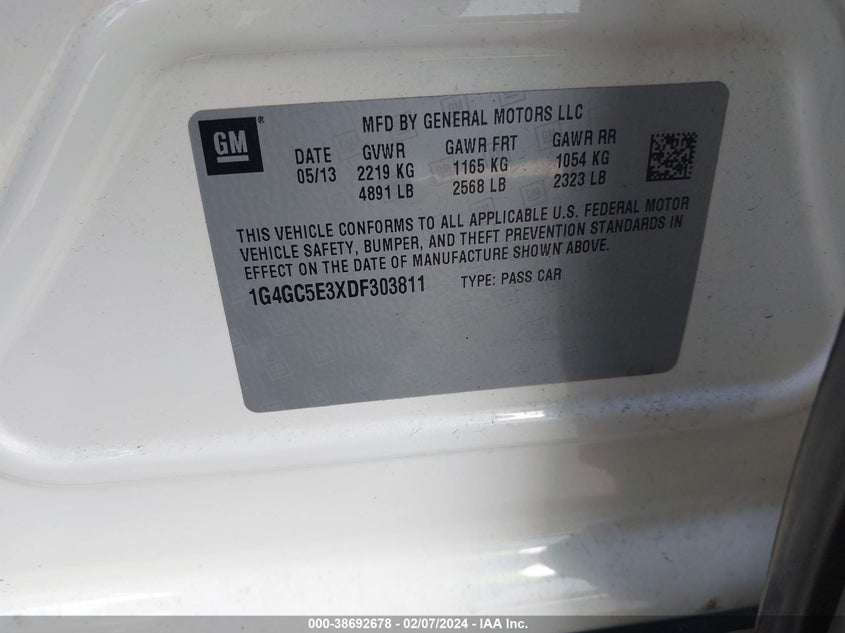 GM
MFD BY GENERAL MOTORS LLC
DATE GVWR GAWR FRT GAWR RR
05/13 2219 KG 1165 KG 1054 KG
4891 LB 2568 LB 2323 LB
THIS VEHICLE CONFORMS TO ALL APPLICABLE U.S. FEDERAL MOTOR
VEHICLE SAFETY, BUMPER, AND THEFT PREVENTION STANDARDS IN
EFFECT ON THE DATE OF MANUFACTURE SHOWN ABOVE.
1G4GC5E3XDF303811 TYPE: PASS CAR
000-38692678 - 02/07/2024 - IAA Inc.